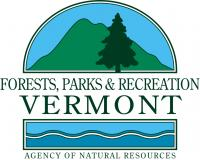 FORESTS, PARKS & RECREATION
VERMONT
AGENCY OF NATURAL RESOURCES